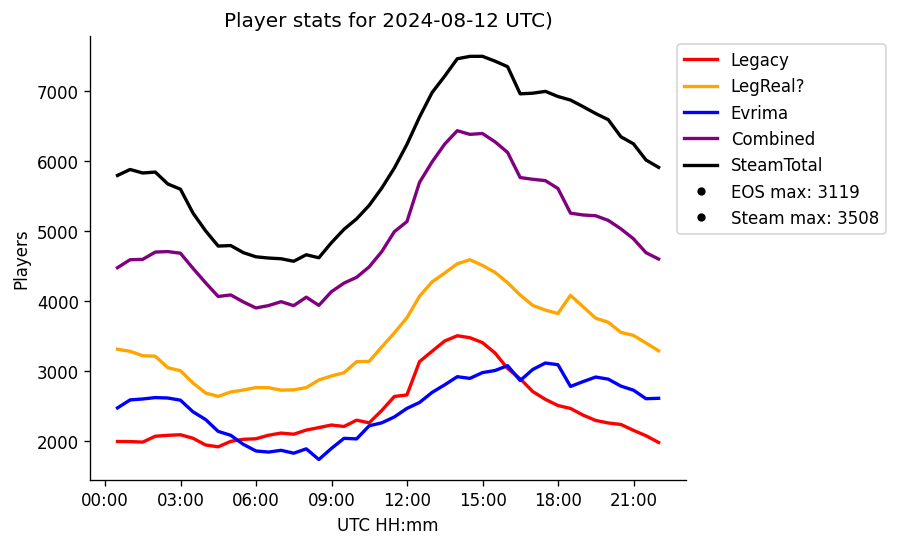 Player stats for 2024-08-12 UTC)
Legacy
LegReal?
Evrima
Combined
SteamTotal
EOS max: 3119
Steam max: 3508
Players
7000
6000
5000
4000
3000
2000
00:00 03:00 06:00 09:00 12:00 15:00 18:00 21:00
UTC HH:mm